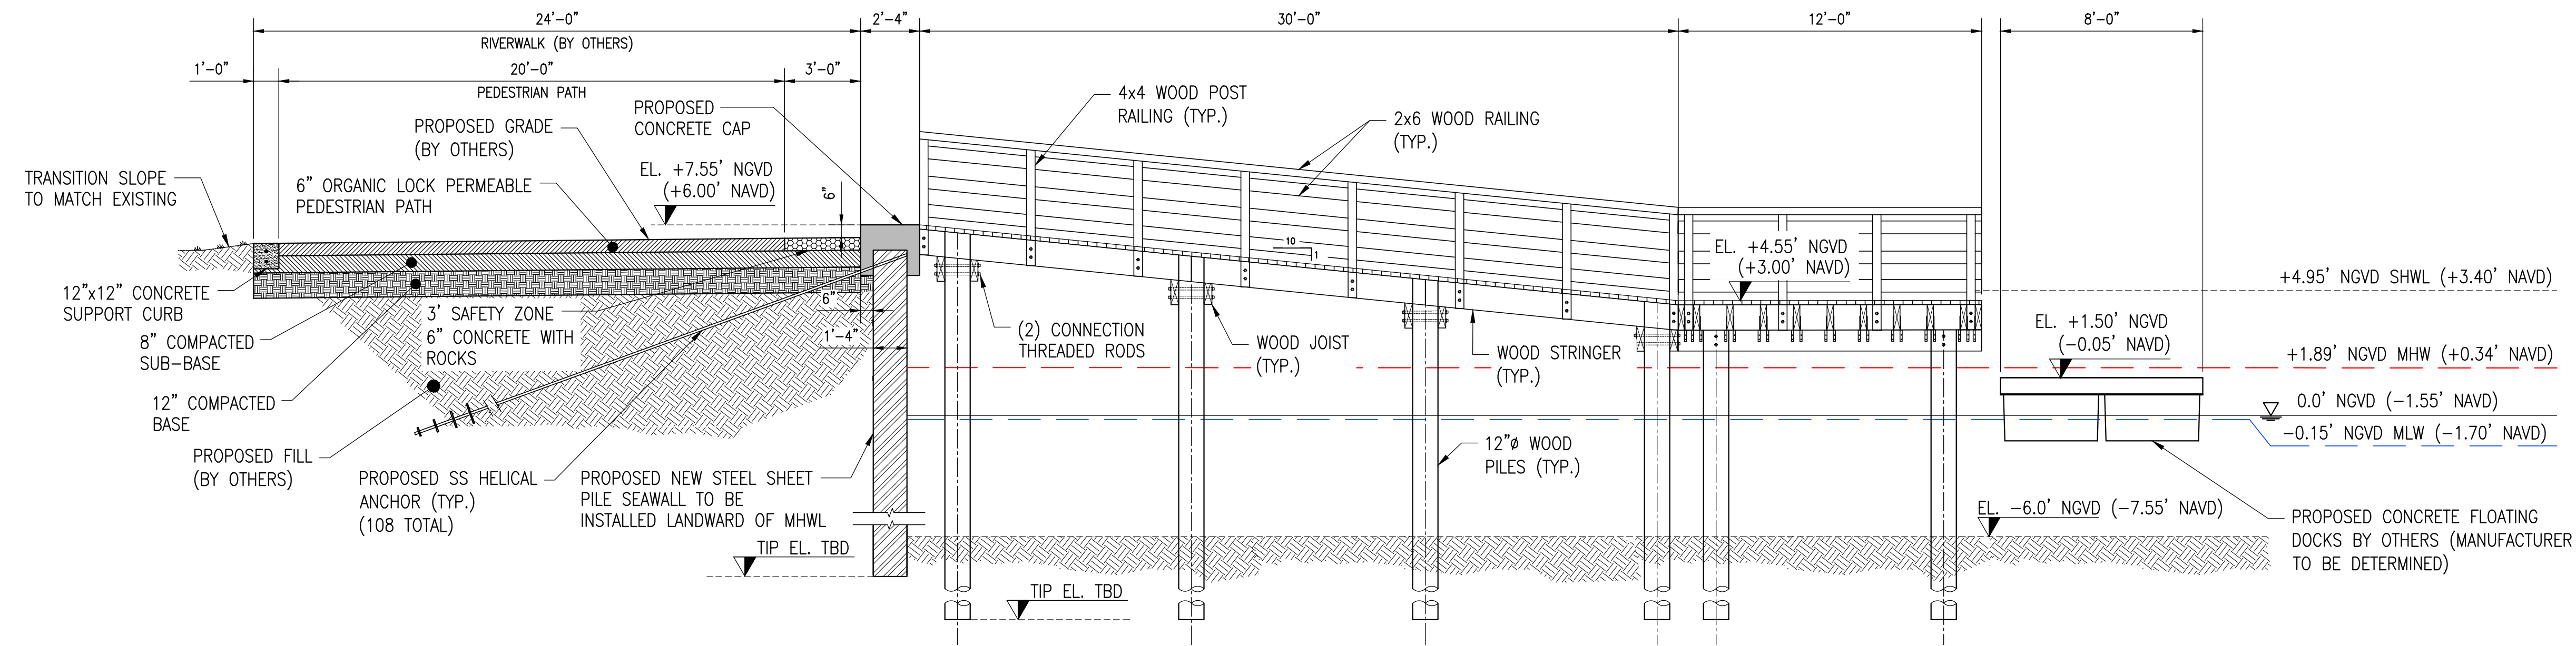 24'-0"
2'-4"
30'-0"
12'-0"
8'-0"
RIVERWALK (BY OTHERS)
1'-0"
20'-0"
3'-0"
PEDESTRIAN PATH
PROPOSED
CONCRETE CAP
PROPOSED GRADE
(BY OTHERS)
EL. +7.55' NGVD
(+6.00' NAVD)
6"
TRANSITION SLOPE
TO MATCH EXISTING
6" ORGANIC LOCK PERMEABLE
PEDESTRIAN PATH
4x4 WOOD POST
RAILING (TYP.)
2x6 WOOD RAILING
(TYP.)
10
1
EL. +4.55' NGVD
(+3.00' NAVD)
+4.95' NGVD SHWL (+3.40' NAVD)
EL. +1.50' NGVD
(-0.05' NAVD)
+1.89' NGVD MHW (+0.34' NAVD)
0.0' NGVD (-1.55' NAVD)
-0.15' NGVD MLW (-1.70' NAVD)
12"x12" CONCRETE
SUPPORT CURB
3' SAFETY ZONE
6" CONCRETE WITH
ROCKS
6"
1'-4"
8" COMPACTED
SUB-BASE
12" COMPACTED
BASE
(2) CONNECTION
THREADED RODS
WOOD JOIST
(TYP.)
WOOD STRINGER
(TYP.)
PROPOSED FILL
(BY OTHERS)
PROPOSED SS HELICAL
ANCHOR (TYP.)
(108 TOTAL)
PROPOSED NEW STEEL SHEET
PILE SEAWALL TO BE
INSTALLED LANDWARD OF MHWL
12"ø WOOD
PILES (TYP.)
EL. -6.0' NGVD (-7.55' NAVD)
PROPOSED CONCRETE FLOATING
DOCKS BY OTHERS (MANUFACTURER
TO BE DETERMINED)
TIP EL. TBD
TIP EL. TBD